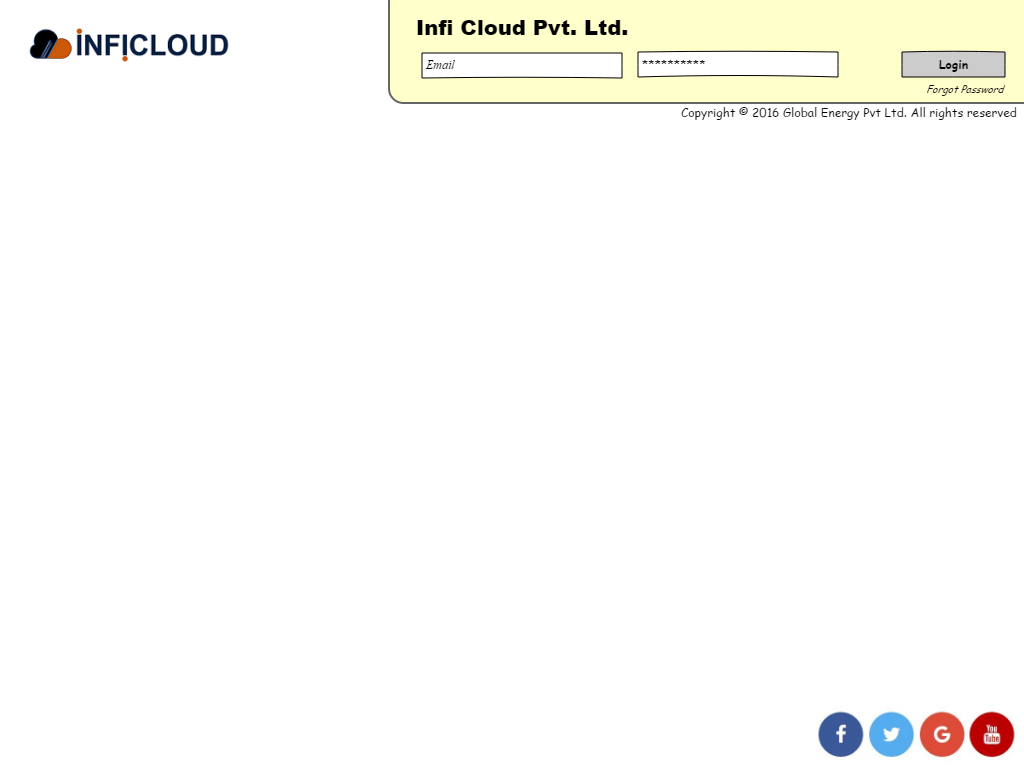 INFICLOUD
Infi Cloud Pvt. Ltd.
Email
**********
Login
Forgot Password
Copyright © 2016 Global Energy Pvt Ltd. All rights reserved
f
G
You
Tube